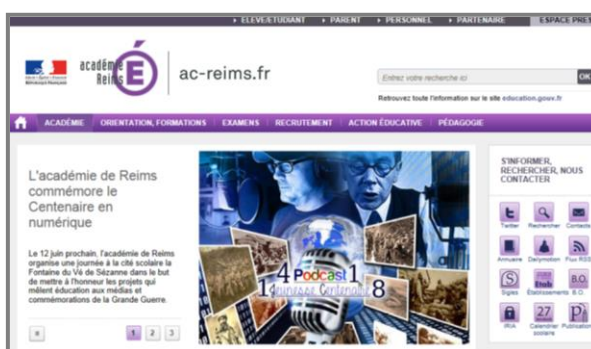 ELEVE/ETUDIANT
PARENT
PERSONNEL
PARTENAIRE
académie
Reims
É
ac-reims.fr
Entrez votre recherche ici
OK
Retrouvez toute l'information sur le site education.gouv.fr
ACADÉMIE
ORIENTATION, FORMATIONS
EXAMENS
RECRUTEMENT
ACTION ÉDUCATIVE
PÉDAGOGIE
L'académie de Reims
commémore le
Centenaire en
numérique
Le 12 juin prochain, l'académie de Reims
organise une journée à la cité scolaire la
Fontaine du Vé de Sézanne dans le but
de mettre à l'honneur les projets qui
mêlent éducation aux médias et
commémorations de la Grande Guerre.
1 2 3
14 Podcast 18
Jeunesse Centenaire
S'INFORMER,
RECHERCHER, NOUS
CONTACTER
Twitter
Rechercher
Contacts
Annuaire
Dailymotion
Flux RSS
Sigles
Etablissements
B.O.
IRIA
27
Calendrier
scolaire
Publication